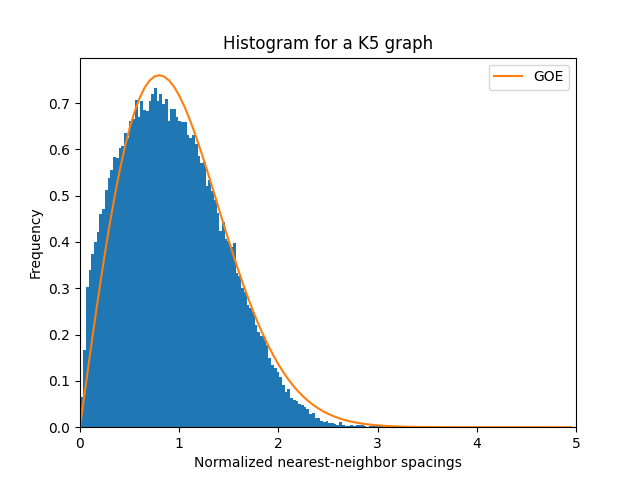 Histogram for a K5 graph
GOE
Frequency
0.7
0.6
0.5
0.4
0.3
0.2
0.1
0.0
0 1 2 3 4 5
Normalized nearest-neighbor spacings